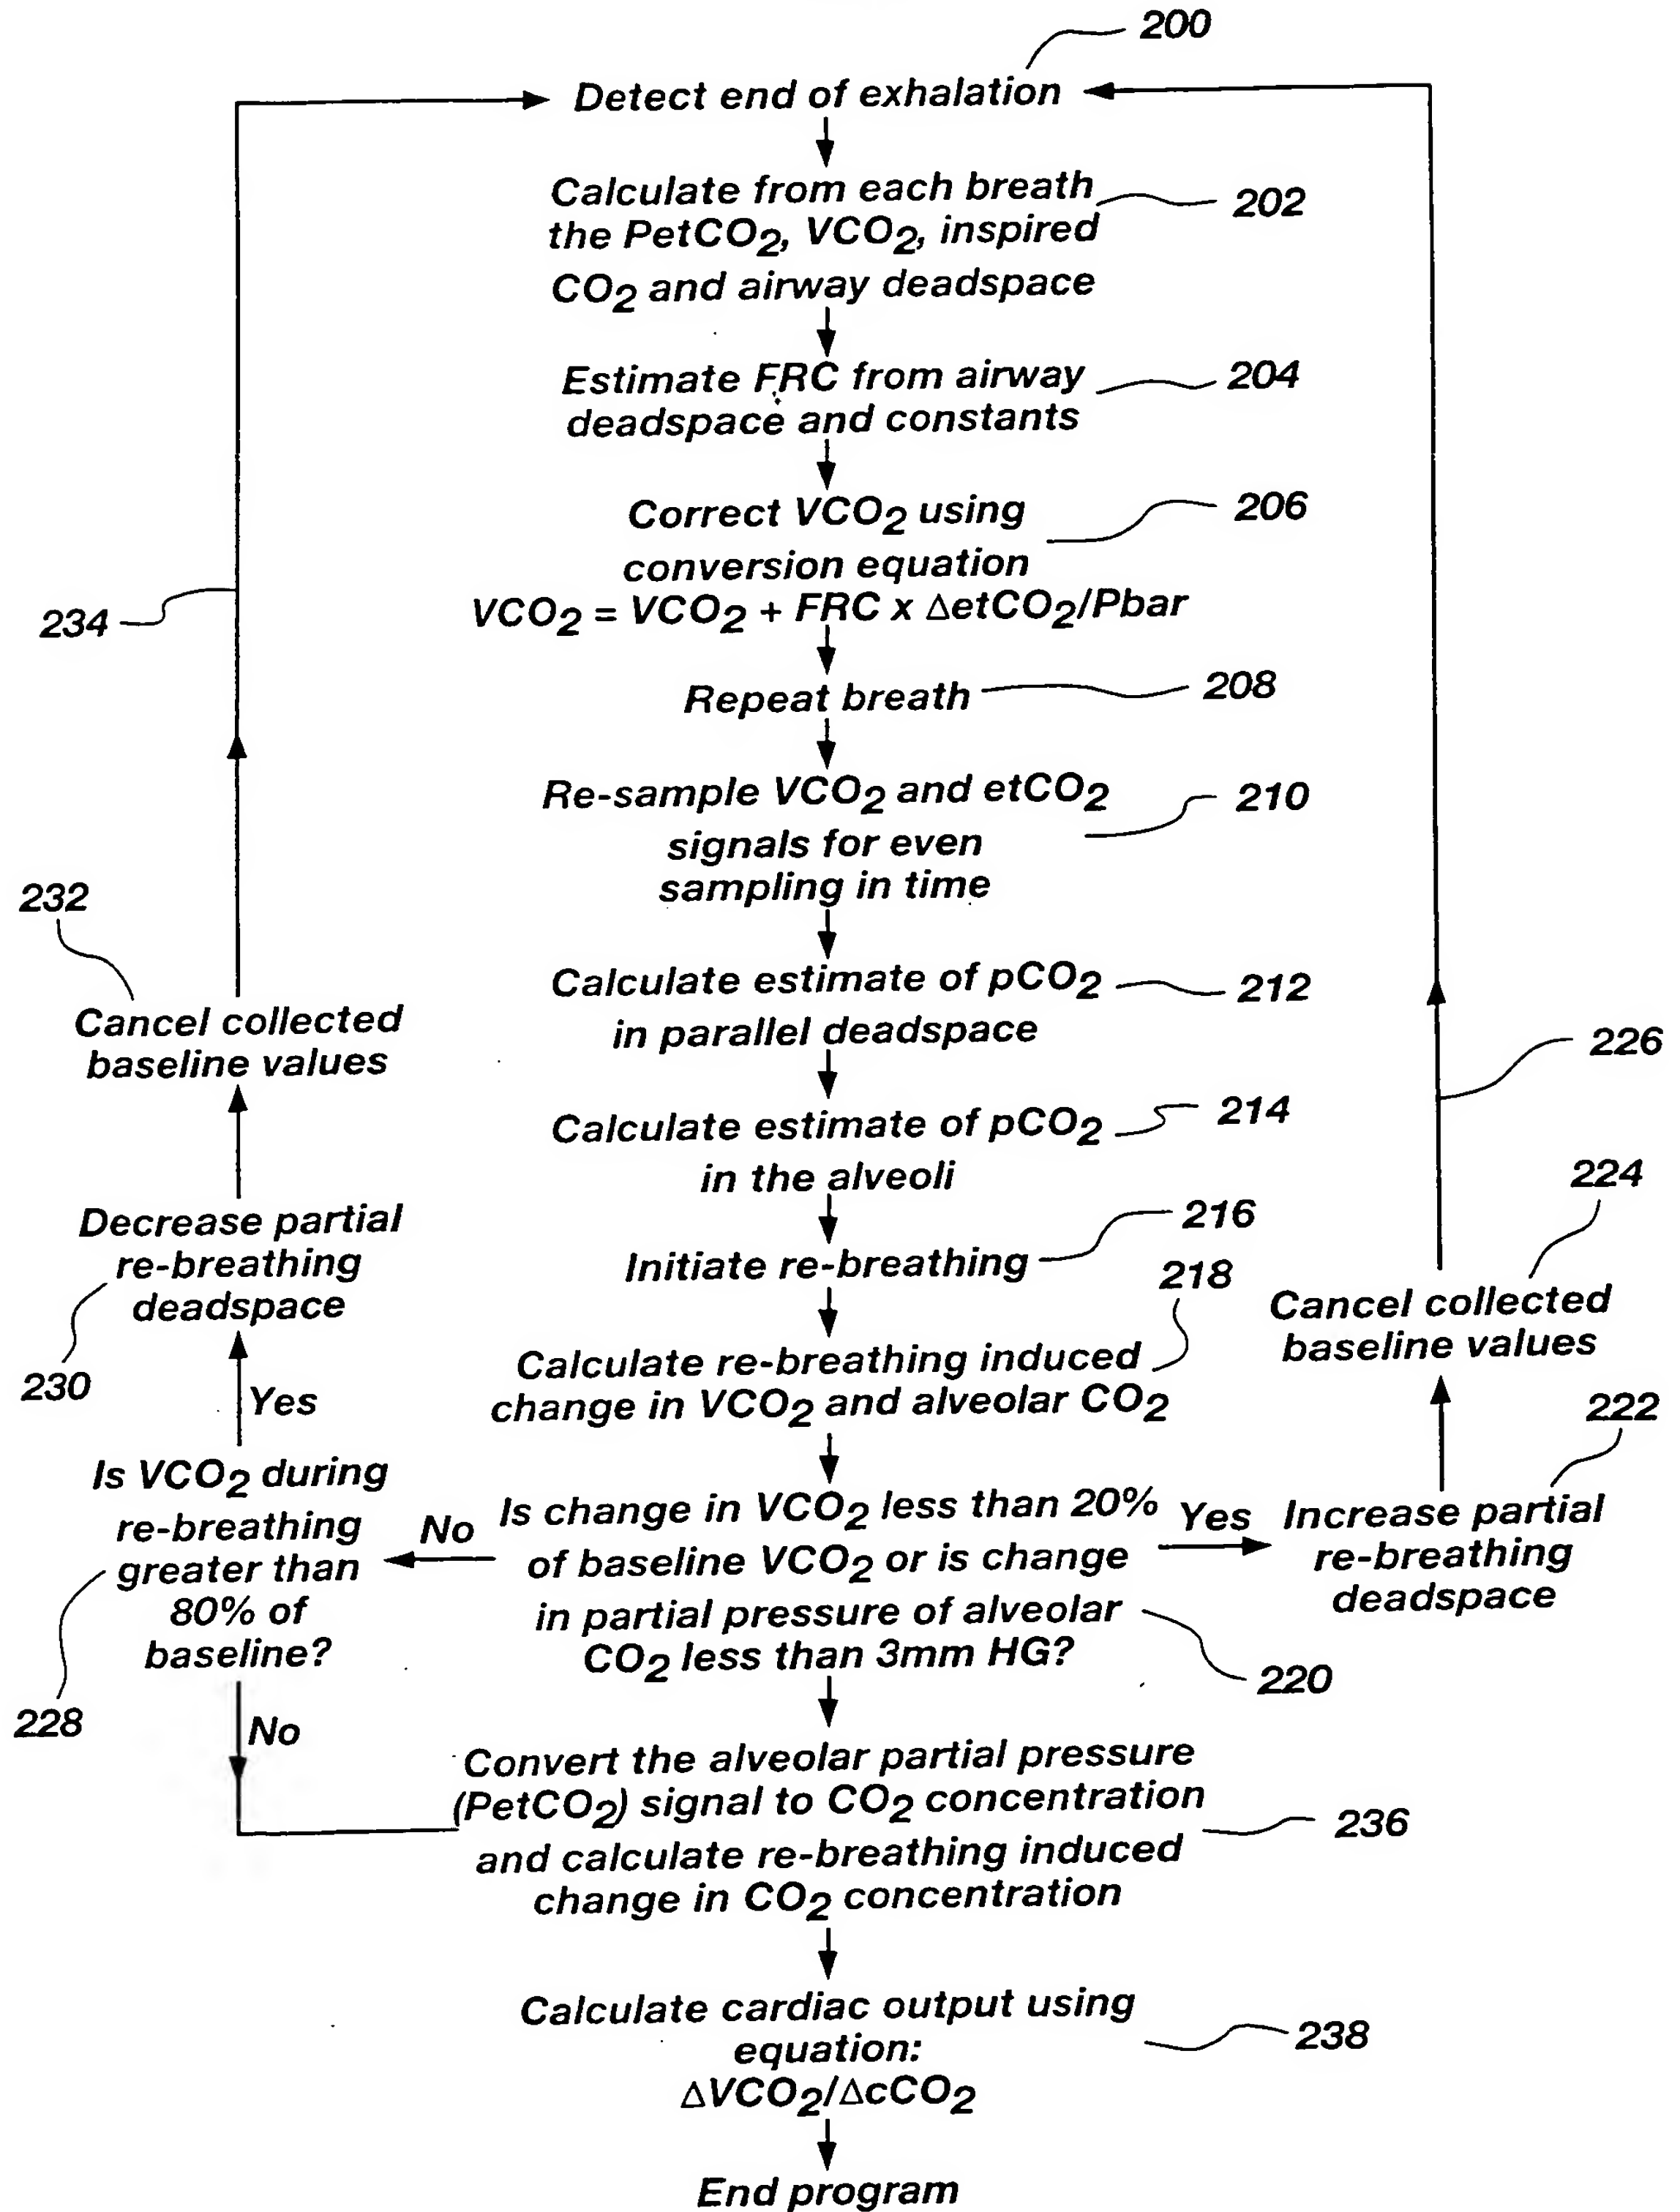 200
Detect end of exhalation
Calculate from each breath
the PetCO2, VCO2, inspired
CO2 and airway deadspace
202
Estimate FRC from airway
deadspace and constants
204
Correct VCO2 using
conversion equation
VCO2 = VCO2 + FRC x ΔetCO2/Pbar
206
234
Repeat breath
208
Re-sample VCO2 and etCO2
signals for even
sampling in time
210
232
Cancel collected
baseline values
Calculate estimate of pCO2
in parallel deadspace
212
226
Calculate estimate of pCO2
in the alveoli
214
224
Decrease partial
re-breathing
deadspace
230
Yes
Initiate re-breathing
216
218
Cancel collected
baseline values
Calculate re-breathing induced
change in VCO2 and alveolar CO2
222
Is VCO2 during
re-breathing
greater than
80% of
baseline?
228
No
No
Is change in VCO2 less than 20%
of baseline VCO2 or is change
in partial pressure of alveolar
CO2 less than 3mm HG?
220
Yes
Increase partial
re-breathing
deadspace
Convert the alveolar partial pressure
(PetCO2) signal to CO2 concentration
and calculate re-breathing induced
change in CO2 concentration
236
Calculate cardiac output using
equation:
ΔVCO2/ΔcCO2
238
End program